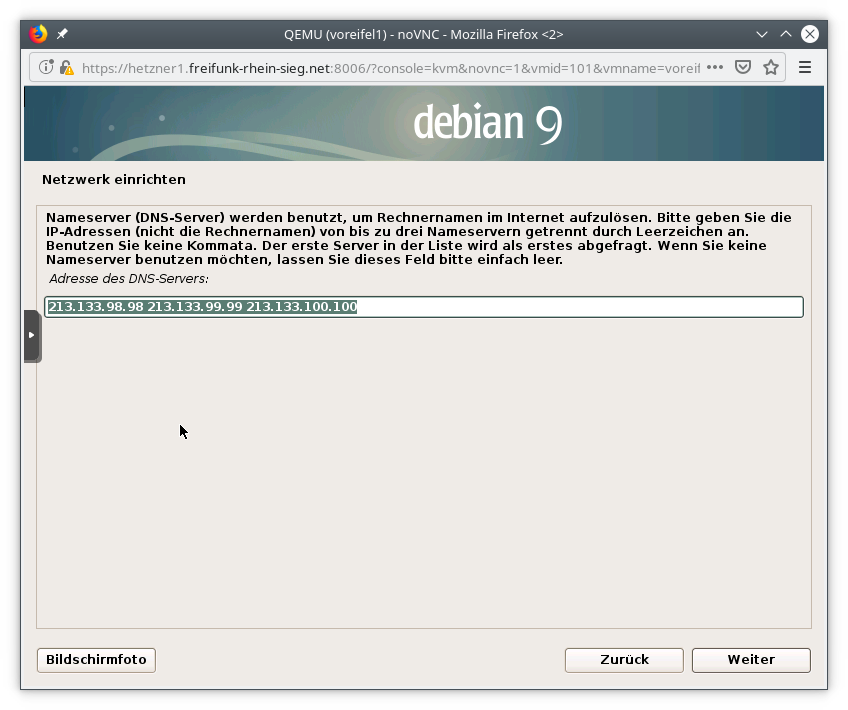 QEMU (voreifel1) - noVNC - Mozilla Firefox <2>
https://hetzner1.freifunk-rhein-sieg.net:8006/?console=kvm&novnc=1&vmid=101&vmname=voreif
debian 9
Netzwerk einrichten
Nameserver (DNS-Server) werden benutzt, um Rechnernamen im Internet aufzulösen. Bitte geben Sie die
IP-Adressen (nicht die Rechnernamen) von bis zu drei Nameservern getrennt durch Leerzeichen an.
Benutzen Sie keine Kommata. Der erste Server in der Liste wird als erstes abgefragt. Wenn Sie keine
Nameserver benutzen möchten, lassen Sie dieses Feld bitte einfach leer.
Adresse des DNS-Servers:
213.133.98.98 213.133.99.99 213.133.100.100
Bildschirmfoto
Zurück
Weiter